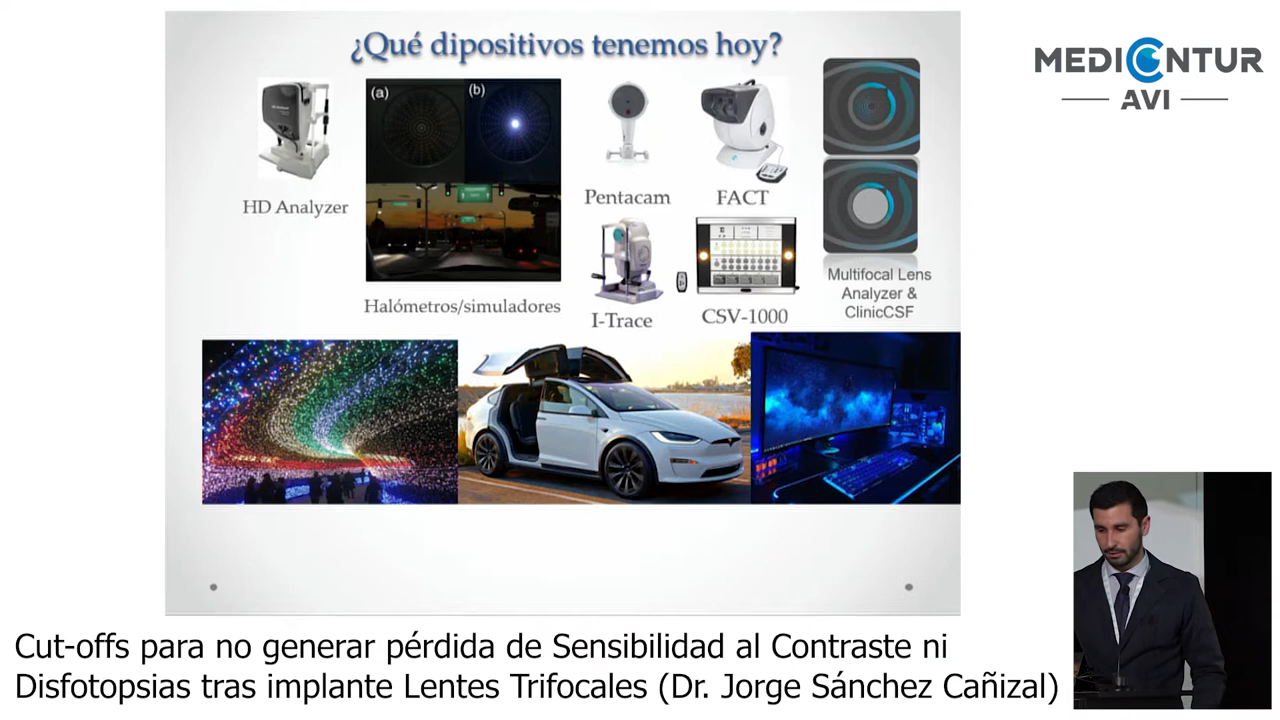 ¿Qué dipositivos tenemos hoy?
MEDICONTUR
AVI
(a)
(b)
HD Analyzer
Halómetros/simuladores
Pentacam
FACT
I-Trace
CSV-1000
Multifocal Lens
Analyzer &
ClinicCSF
Cut-offs para no generar pérdida de Sensibilidad al Contraste ni
Disfotopsias tras implante Lentes Trifocales (Dr. Jorge Sánchez Cañizal)